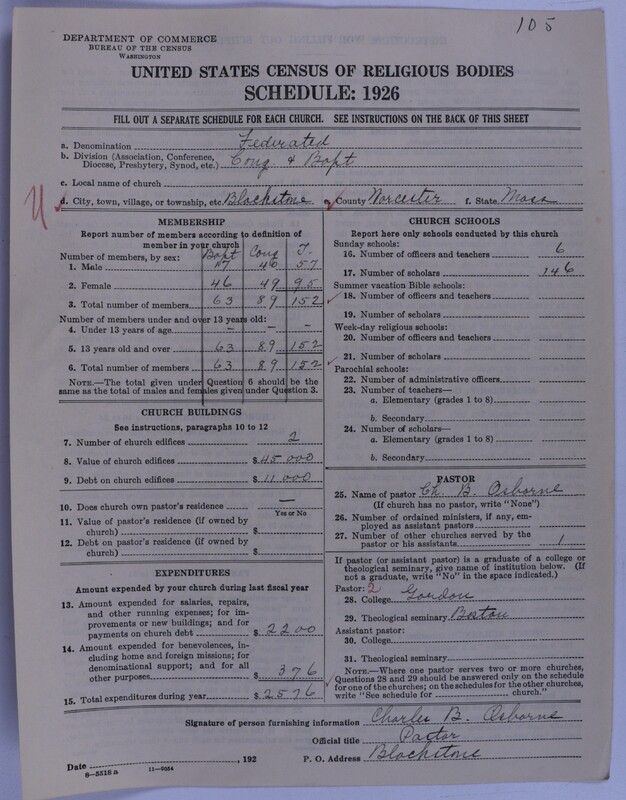 105
DEPARTMENT OF COMMERCE
BUREAU OF THE CENSUS
WASHINGTON
UNITED STATES CENSUS OF RELIGIOUS BODIES
SCHEDULE: 1926
FILL OUT A SEPARATE SCHEDULE FOR EACH CHURCH. SEE INSTRUCTIONS ON THE BACK OF THIS SHEET
a. Denomination Federated
b. Division (Association, Conference, Diocese, Presbytery, Synod, etc.) Cong & Bapt
c. Local name of church
d. City, town, village, or township, etc. Blackstone e. County Worcester f. State Mass
MEMBERSHIP
Report number of members according to definition of
member in your church
Number of members, by sex: Bapt Cong T.
1. Male 17 40 57
2. Female 46 49 95
3. Total number of members 63 89 152
Number of members under and over 13 years old:
4. Under 13 years of age – – –
5. 13 years old and over 63 89 152
6. Total number of members 63 89 152
NOTE.—The total given under Question 6 should be the
same as the total of males and females given under Question 3.
CHURCH BUILDINGS
See instructions, paragraphs 10 to 12
7. Number of church edifices 2
8. Value of church edifices $45000
9. Debt on church edifices $11000
10. Does church own pastor's residence —
Yes or No
11. Value of pastor's residence (if owned by
church) $
12. Debt on pastor's residence (if owned by
church) $
EXPENDITURES
Amount expended by your church during last fiscal year
13. Amount expended for salaries, repairs,
and other running expenses; for im-
provements or new buildings; and for
payments on church debt $2200
14. Amount expended for benevolences, in-
cluding home and foreign missions; for
denominational support; and for all
other purposes $376
15. Total expenditures during year $2576
CHURCH SCHOOLS
Report here only schools conducted by this church
Sunday schools:
16. Number of officers and teachers 6
17. Number of scholars 146
Summer vacation Bible schools:
18. Number of officers and teachers
19. Number of scholars
Week-day religious schools:
20. Number of officers and teachers
21. Number of scholars
Parochial schools:
22. Number of administrative officers
23. Number of teachers—
a. Elementary (grades 1 to 8)
b. Secondary
24. Number of scholars—
a. Elementary (grades 1 to 8)
b. Secondary
PASTOR
25. Name of pastor Ch. B. Osborne
(If church has no pastor, write "None")
26. Number of ordained ministers, if any, em-
ployed as assistant pastors
27. Number of other churches served by the
pastor or his assistants 1
If pastor (or assistant pastor) is a graduate of a college or
theological seminary, give name of institution below. (If
not a graduate, write "No" in the space indicated.)
Pastor: 2
28. College Gordon
29. Theological seminary Boston
Assistant pastor:
30. College
31. Theological seminary
NOTE.—Where one pastor serves two or more churches,
Questions 28 and 29 should be answered only on the schedule
for one of the churches; on the schedules for the other churches,
write "See schedule for church."
Signature of person furnishing information Charles B. Osborne
Official title Pastor
Date , 192 P. O. Address Blackstone
8-5518 a 11-9054